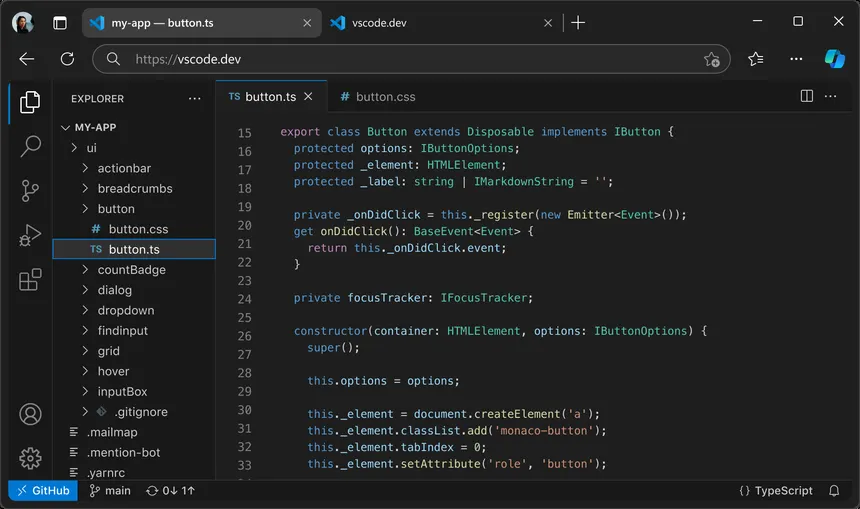 my-app — button.ts
vscode.dev
https://vscode.dev
EXPLORER
MY-APP
ui
actionbar
breadcrumbs
button
# button.css
TS button.ts
countBadge
dialog
dropdown
findinput
grid
hover
inputBox
.gitignore
.mailmap
.mention-bot
.yarnrc
TS button.ts
# button.css
15 export class Button extends Disposable implements IButton {
16 protected options: IButtonOptions;
17 protected _element: HTMLElement;
18 protected _label: string | IMarkdownString = '';
19
20 private _onDidClick = this._register(new Emitter<Event>());
21 get onDidClick(): BaseEvent<Event> {
22 return this._onDidClick.event;
23 }
24
25 private focusTracker: IFocusTracker;
26
27 constructor(container: HTMLElement, options: IButtonOptions) {
28 super();
29
30 this.options = options;
31
32 this._element = document.createElement('a');
33 this._element.classList.add('monaco-button');
this._element.tabIndex = 0;
this._element.setAttribute('role', 'button');
GitHub
main
0↓ 1↑
{} TypeScript